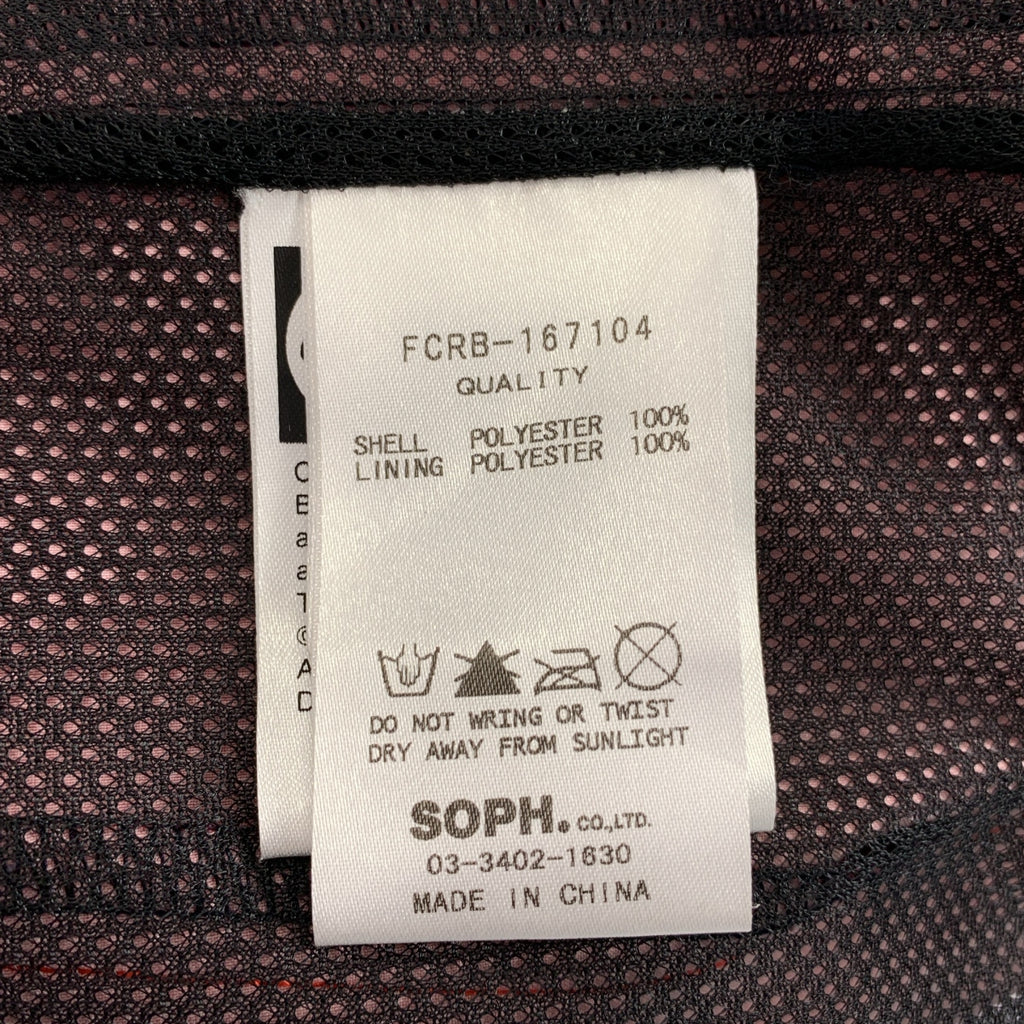 FCRB-167104
QUALITY
SHELL POLYESTER 100%
LINING POLYESTER 100%
DO NOT WRING OR TWIST
DRY AWAY FROM SUNLIGHT
SOPH. CO.,LTD.
03-3402-1630
MADE IN CHINA